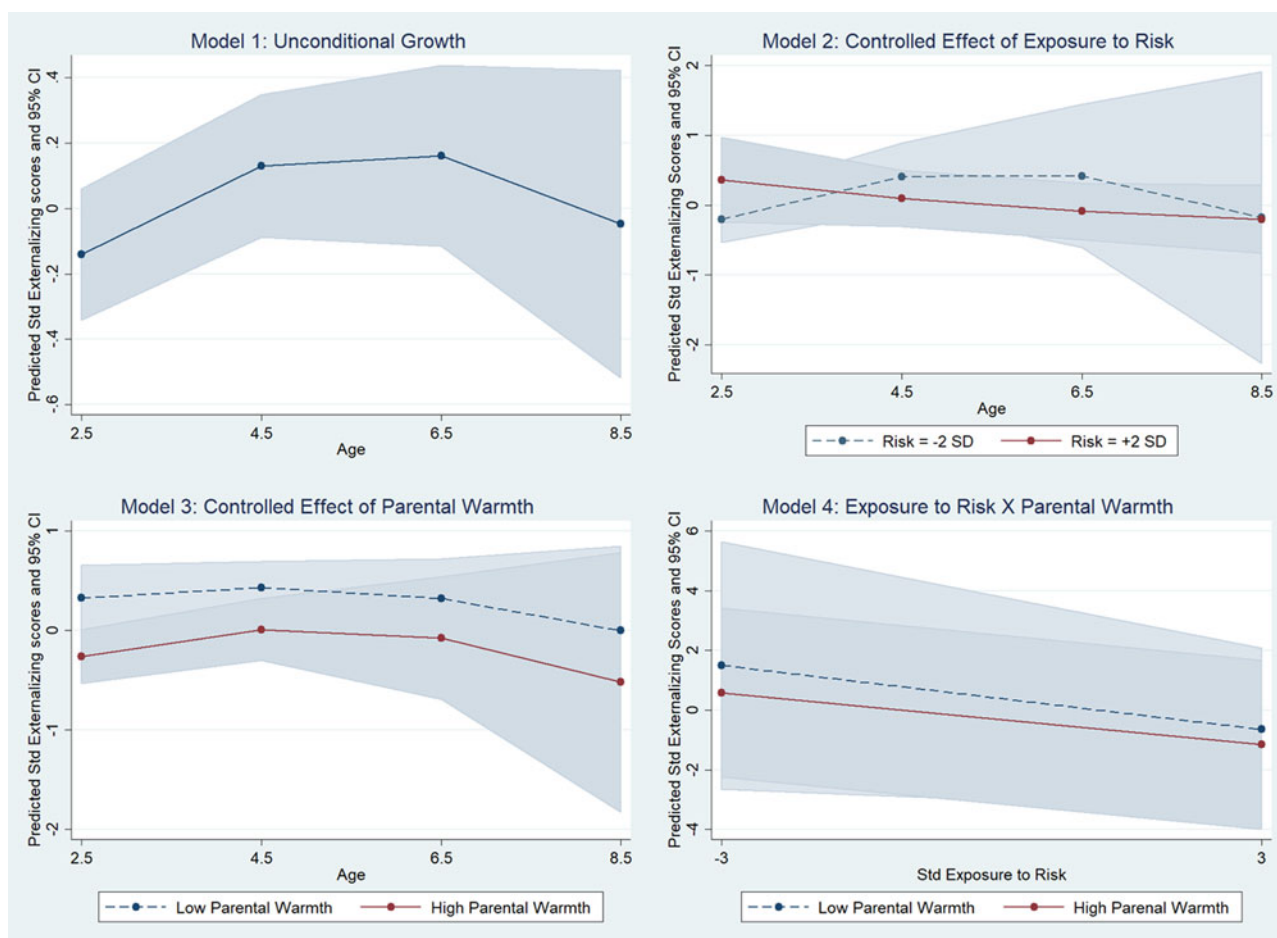 Model 1: Unconditional Growth
Predicted Std Externalizing scores and 95% CI
.4
.2
0
-.2
-.4
-.6
2.5 4.5 6.5 8.5
Age
Model 2: Controlled Effect of Exposure to Risk
Predicted Std Externalizing Scores and 95% CI
2
1
0
-1
-2
2.5 4.5 6.5 8.5
Age
Risk = -2 SD Risk = +2 SD
Model 3: Controlled Effect of Parental Warmth
Predicted Std Externalizing scores and 95% CI
1
0
-1
-2
2.5 4.5 6.5 8.5
Age
Low Parental Warmth High Parental Warmth
Model 4: Exposure to Risk X Parental Warmth
Predicted Std Externalizing Scores and 95% CI
6
4
2
0
-2
-4
-3 3
Std Exposure to Risk
Low Parental Warmth High Parenal Warmth